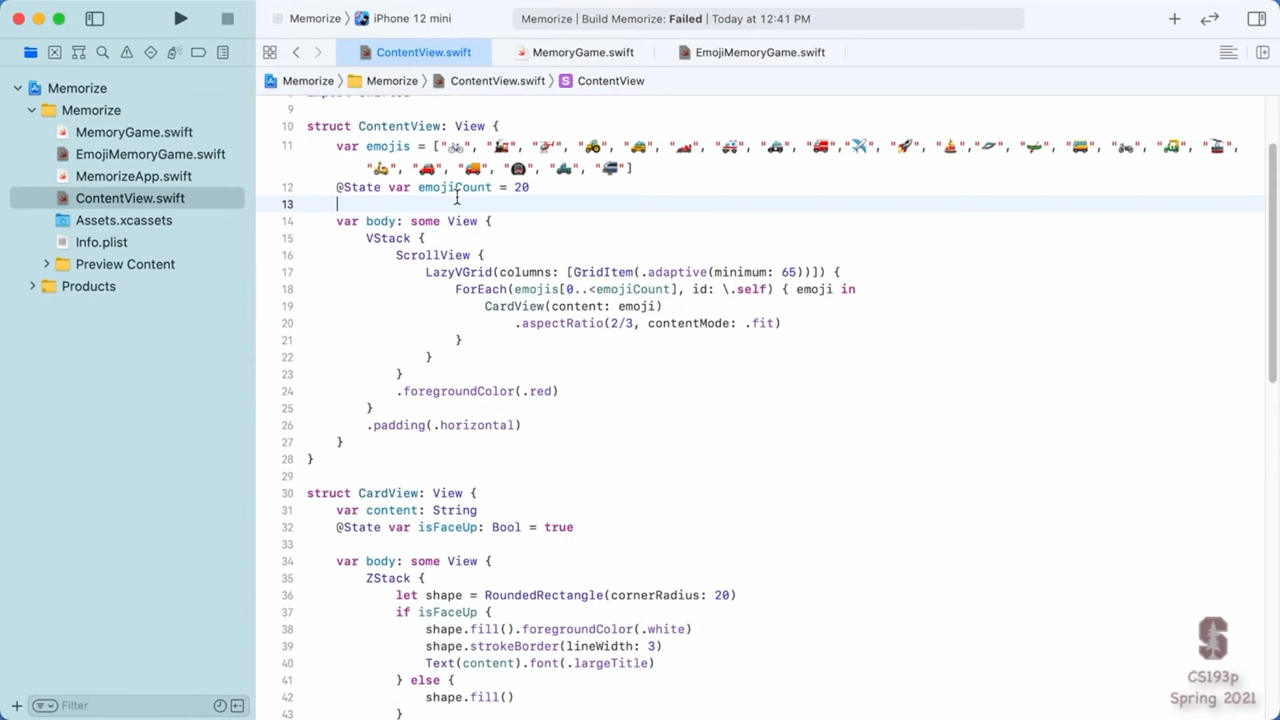 Memorize 〉 iPhone 12 mini
Memorize | Build Memorize: Failed | Today at 12:41 PM
ContentView.swift
MemoryGame.swift
EmojiMemoryGame.swift
Memorize 〉 Memorize 〉 ContentView.swift 〉 S ContentView
Memorize
Memorize
MemoryGame.swift
EmojiMemoryGame.swift
MemorizeApp.swift
ContentView.swift
Assets.xcassets
Info.plist
Preview Content
Products
Filter
9
10 struct ContentView: View {
11 var emojis = ["🚲", "🚂", "🚁", "🚜", "🚕", "🏎", "🚑", "🚓", "🚒", "✈️", "🚀", "⛵️", "🛸", "🛶", "🚌", "🏍", "🛺", "🚠",
"🛵", "🚗", "🚚", "🚇", "🛻", "🚝"]
12 @State var emojiCount = 20
13
14 var body: some View {
15 VStack {
16 ScrollView {
17 LazyVGrid(columns: [GridItem(.adaptive(minimum: 65))]) {
18 ForEach(emojis[0..<emojiCount], id: \.self) { emoji in
19 CardView(content: emoji)
20 .aspectRatio(2/3, contentMode: .fit)
21 }
22 }
23 }
24 .foregroundColor(.red)
25 }
26 .padding(.horizontal)
27 }
28 }
29
30 struct CardView: View {
31 var content: String
32 @State var isFaceUp: Bool = true
33
34 var body: some View {
35 ZStack {
36 let shape = RoundedRectangle(cornerRadius: 20)
37 if isFaceUp {
38 shape.fill().foregroundColor(.white)
39 shape.strokeBorder(lineWidth: 3)
40 Text(content).font(.largeTitle)
41 } else {
42 shape.fill()
43 }
S
CS193p
Spring 2021